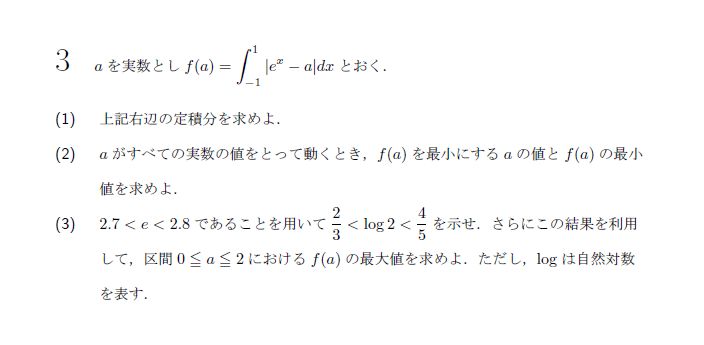 3 aを実数とし f(a) = ∫_{-1}^{1} |e^x − a|dx とおく.
(1) 上記右辺の定積分を求めよ.
(2) aがすべての実数の値をとって動くとき, f(a)を最小にするaの値とf(a)の最小
値を求めよ.
(3) 2.7 < e < 2.8 であることを用いて 2/3 < log 2 < 4/5 を示せ. さらにこの結果を利用
して, 区間 0 ≦ a ≦ 2 における f(a)の最大値を求めよ. ただし, log は自然対数
を表す.